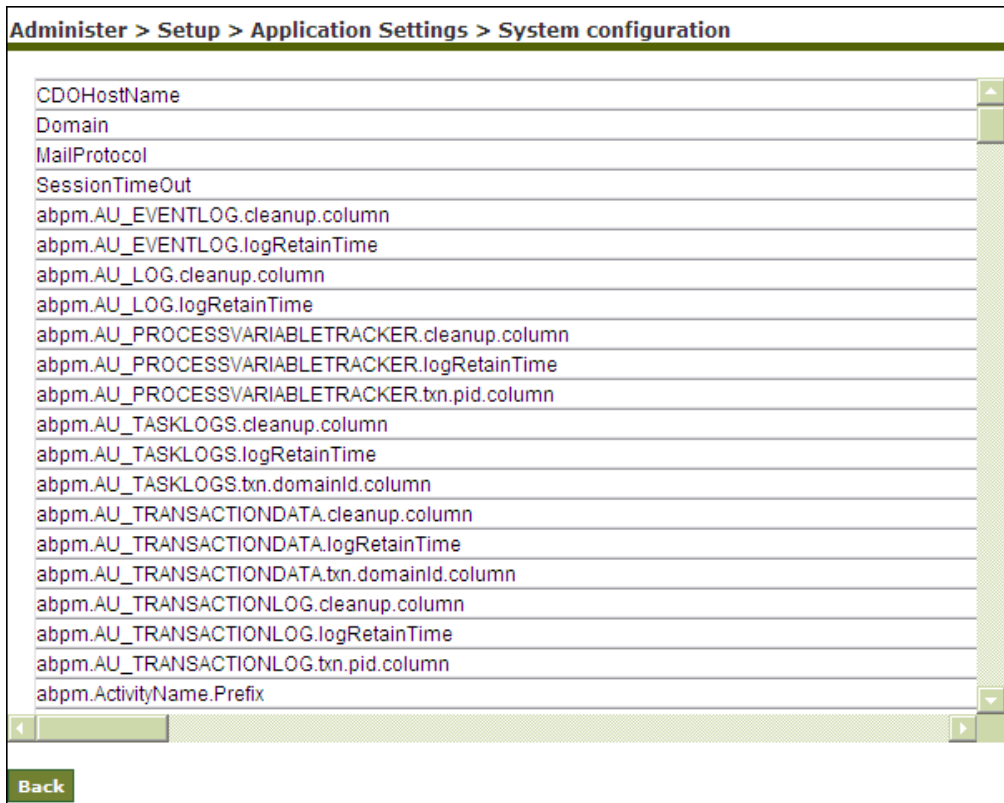 Administer > Setup > Application Settings > System configuration
CDOHostName
Domain
MailProtocol
SessionTimeOut
abpm.AU_EVENTLOG.cleanup.column
abpm.AU_EVENTLOG.logRetainTime
abpm.AU_LOG.cleanup.column
abpm.AU_LOG.logRetainTime
abpm.AU_PROCESSVARIABLETRACKER.cleanup.column
abpm.AU_PROCESSVARIABLETRACKER.logRetainTime
abpm.AU_PROCESSVARIABLETRACKER.txn.pid.column
abpm.AU_TASKLOGS.cleanup.column
abpm.AU_TASKLOGS.logRetainTime
abpm.AU_TASKLOGS.txn.domainId.column
abpm.AU_TRANSACTIONDATA.cleanup.column
abpm.AU_TRANSACTIONDATA.logRetainTime
abpm.AU_TRANSACTIONDATA.txn.domainId.column
abpm.AU_TRANSACTIONLOG.cleanup.column
abpm.AU_TRANSACTIONLOG.logRetainTime
abpm.AU_TRANSACTIONLOG.txn.pid.column
abpm.ActivityName.Prefix
Back